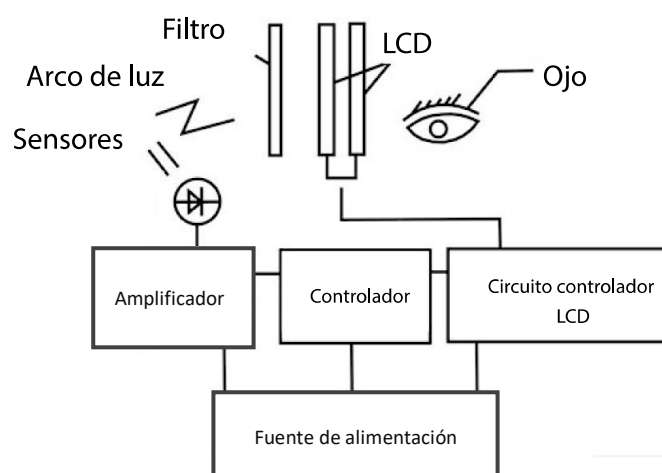 Filtro
LCD
Arco de luz
Ojo
Sensores
Amplificador
Controlador
Circuito controlador
LCD
Fuente de alimentación